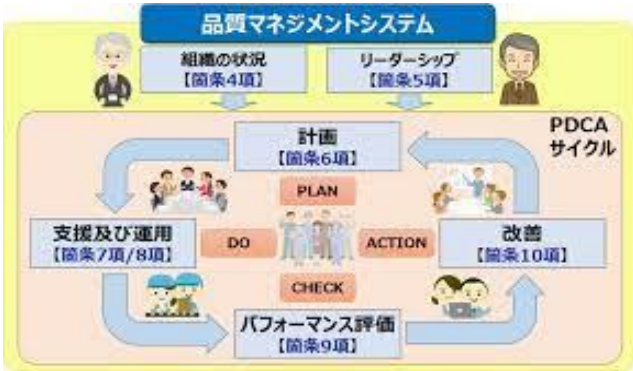 品質マネジメントシステム
組織の状況
【箇条4項】
リーダーシップ
【箇条5項】
PDCA
サイクル
計画
【箇条6項】
PLAN
支援及び運用
【箇条7項/8項】
DO
ACTION
改善
【箇条10項】
CHECK
パフォーマンス評価
【箇条9項】